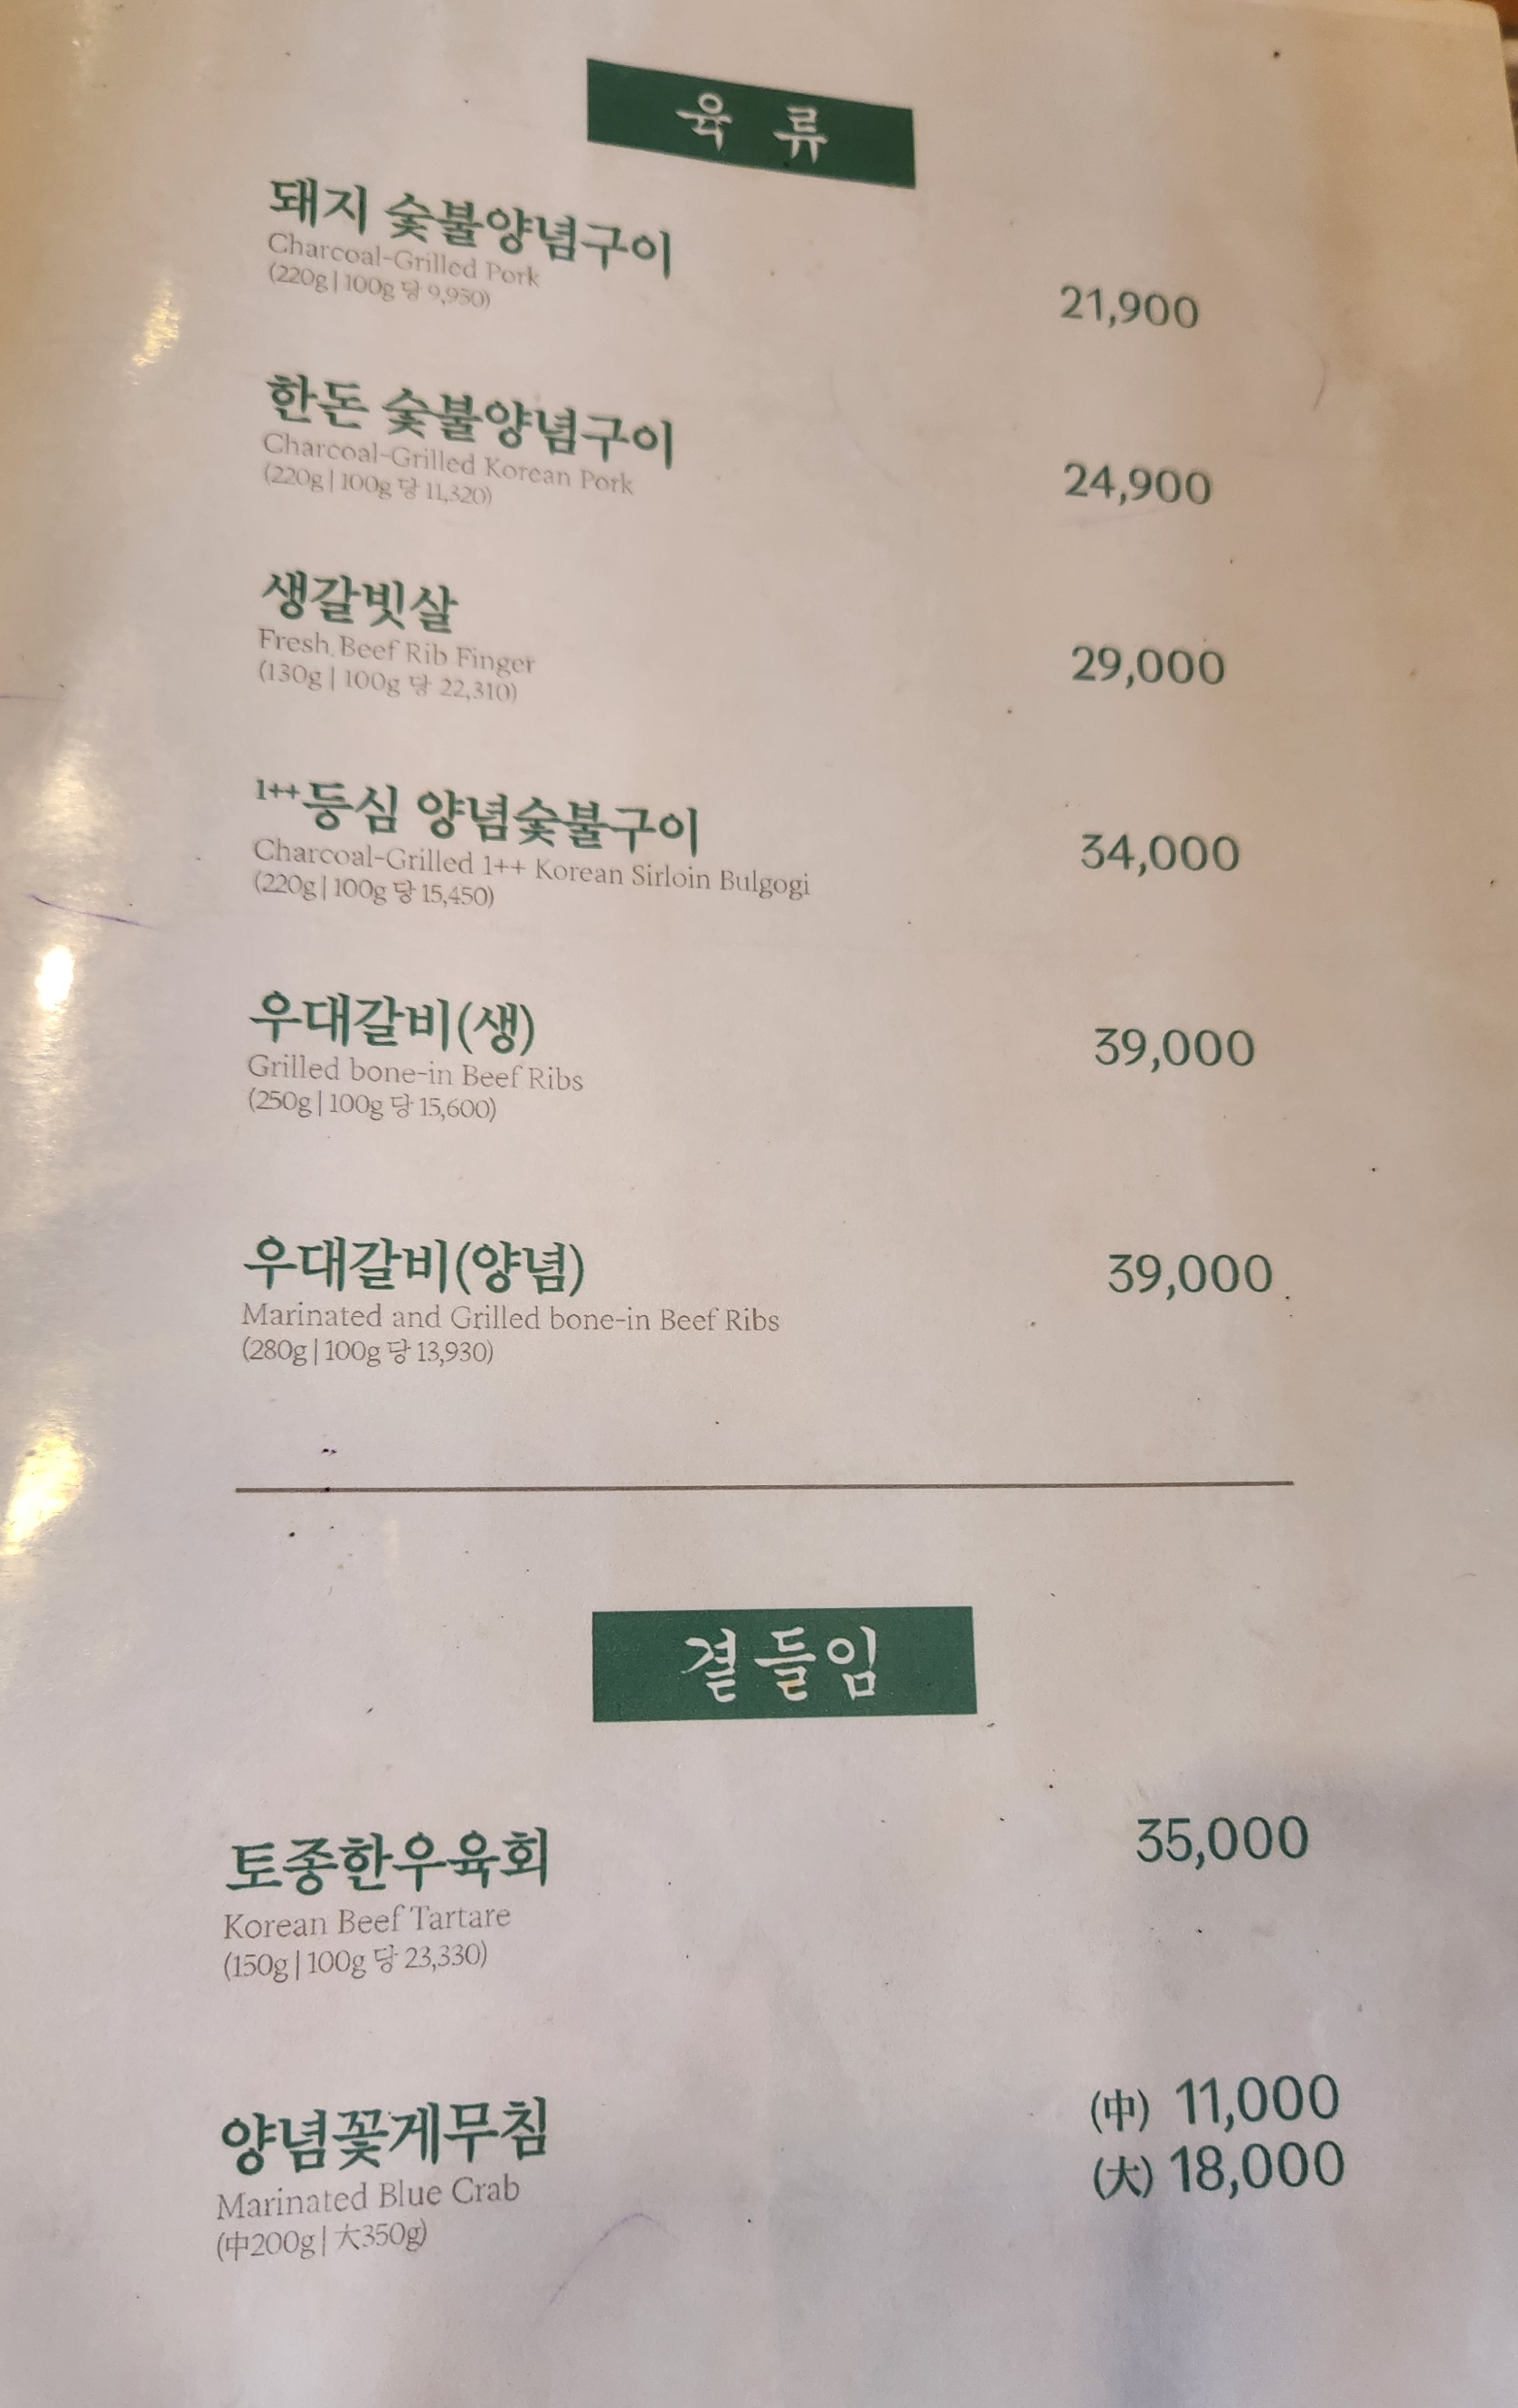 육 류
돼지 숯불양념구이
Charcoal-Grilled Pork
(220g | 100g 당 9,950)
21,900
한돈 숯불양념구이
Charcoal-Grilled Korean Pork
(220g | 100g 당 11,320)
24,900
생갈빗살
Fresh Beef Rib Finger
(130g | 100g 당 22,310)
29,000
1++등심 양념숯불구이
Charcoal-Grilled 1++ Korean Sirloin Bulgogi
(220g | 100g 당 15,450)
34,000
우대갈비(생)
Grilled bone-in Beef Ribs
(250g | 100g 당 15,600)
39,000
우대갈비(양념)
Marinated and Grilled bone-in Beef Ribs
(280g | 100g 당 13,930)
39,000
곁들임
토종한우육회
Korean Beef Tartare
(150g | 100g 당 23,330)
35,000
양념꽃게무침
Marinated Blue Crab
(中200g | 大350g)
(中) 11,000
(大) 18,000